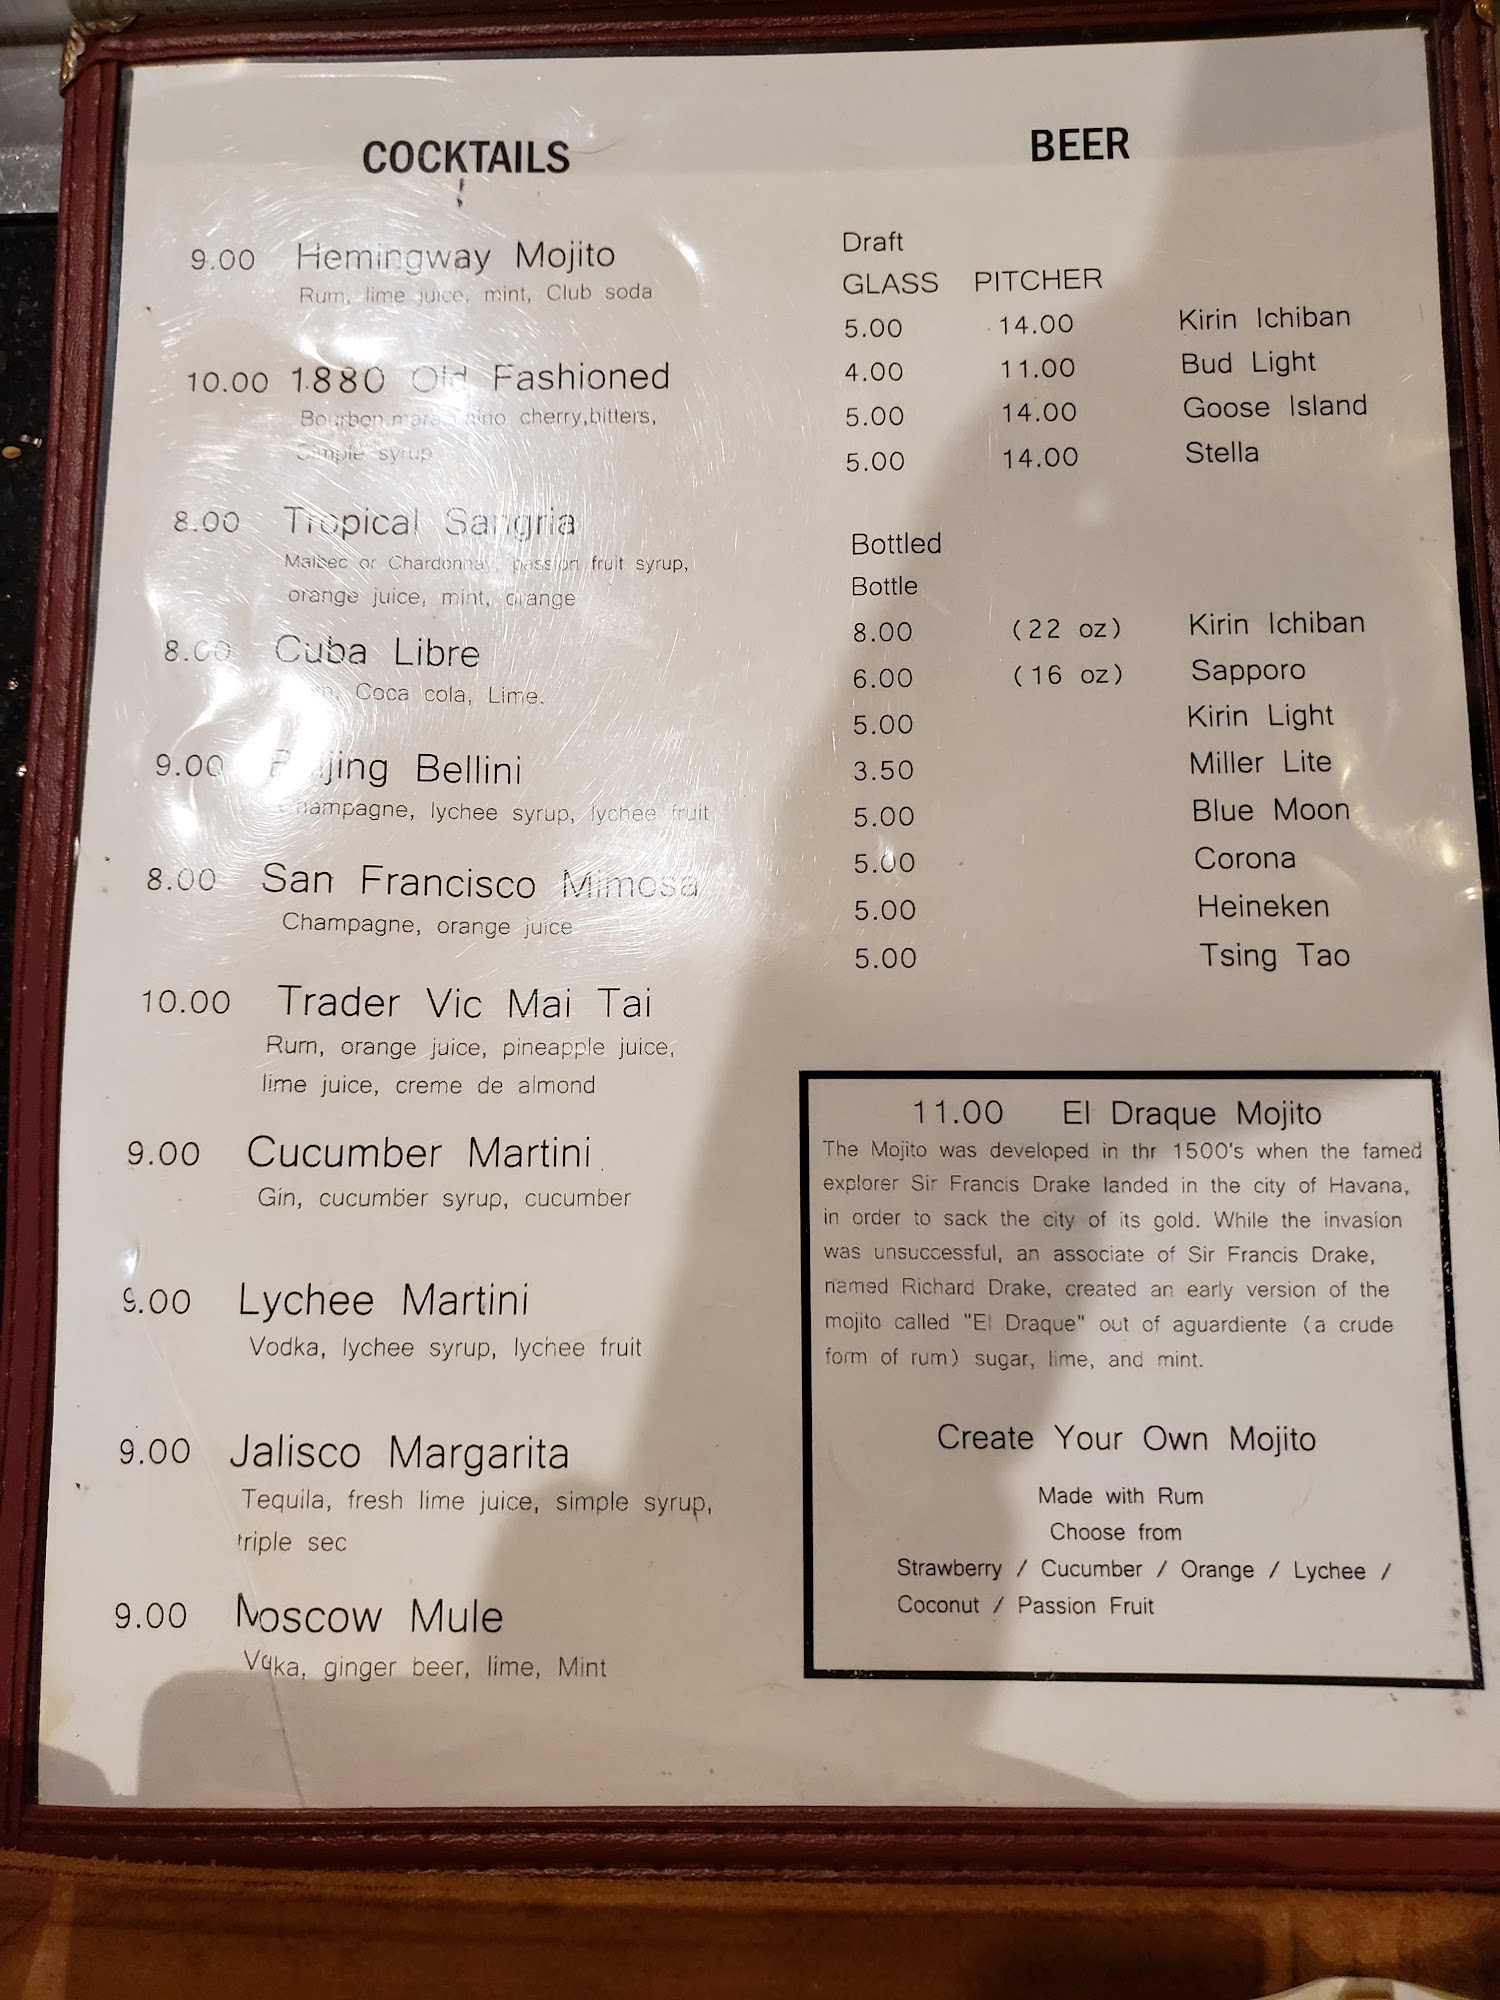 COCKTAILS
9.00 Hemingway Mojito
Rum, lime juice, mint, Club soda
10.00 1880 Old Fashioned
Bourbon, cherry,bitters,
Simple syrup
8.00 Tropical Sangria
Malbec or Chardonnay, passion fruit syrup,
orange juice, mint, orange
8.00 Cuba Libre
Coca cola, Lime.
9.00 Beijing Bellini
Champagne, lychee syrup, lychee fruit
8.00 San Francisco Mimosa
Champagne, orange juice
10.00 Trader Vic Mai Tai
Rum, orange juice, pineapple juice,
lime juice, creme de almond
9.00 Cucumber Martini
Gin, cucumber syrup, cucumber
9.00 Lychee Martini
Vodka, lychee syrup, lychee fruit
9.00 Jalisco Margarita
Tequila, fresh lime juice, simple syrup,
triple sec
9.00 Moscow Mule
Vodka, ginger beer, lime, Mint
BEER
Draft
GLASS PITCHER
5.00 14.00 Kirin Ichiban
4.00 11.00 Bud Light
5.00 14.00 Goose Island
5.00 14.00 Stella
Bottled
Bottle
8.00 (22 oz) Kirin Ichiban
6.00 (16 oz) Sapporo
5.00 Kirin Light
3.50 Miller Lite
5.00 Blue Moon
5.00 Corona
5.00 Heineken
5.00 Tsing Tao
11.00 El Draque Mojito
The Mojito was developed in thr 1500's when the famed
explorer Sir Francis Drake landed in the city of Havana,
in order to sack the city of its gold. While the invasion
was unsuccessful, an associate of Sir Francis Drake,
named Richard Drake, created an early version of the
mojito called "El Draque" out of aguardiente (a crude
form of rum) sugar, lime, and mint.
Create Your Own Mojito
Made with Rum
Choose from
Strawberry / Cucumber / Orange / Lychee /
Coconut / Passion Fruit